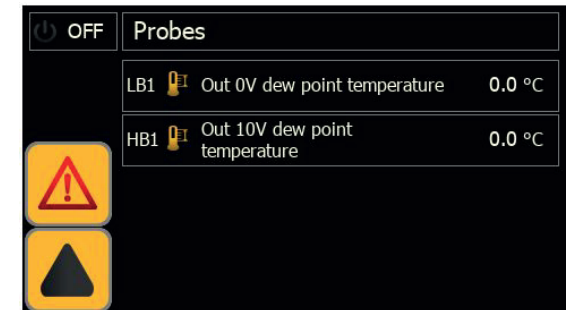 OFF
Probes
LB1 Out 0V dew point temperature 0.0 °C
HB1 Out 10V dew point
temperature 0.0 °C